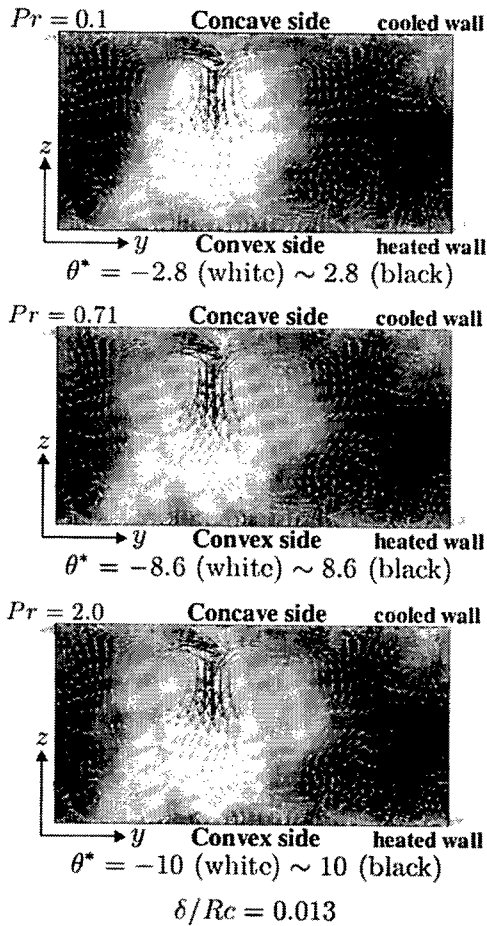 Pr = 0.1 Concave side cooled wall
z
y Convex side heated wall
θ* = −2.8 (white) ~ 2.8 (black)
Pr = 0.71 Concave side cooled wall
z
y Convex side heated wall
θ* = −8.6 (white) ~ 8.6 (black)
Pr = 2.0 Concave side cooled wall
z
y Convex side heated wall
θ* = −10 (white) ~ 10 (black)
δ/Rc = 0.013